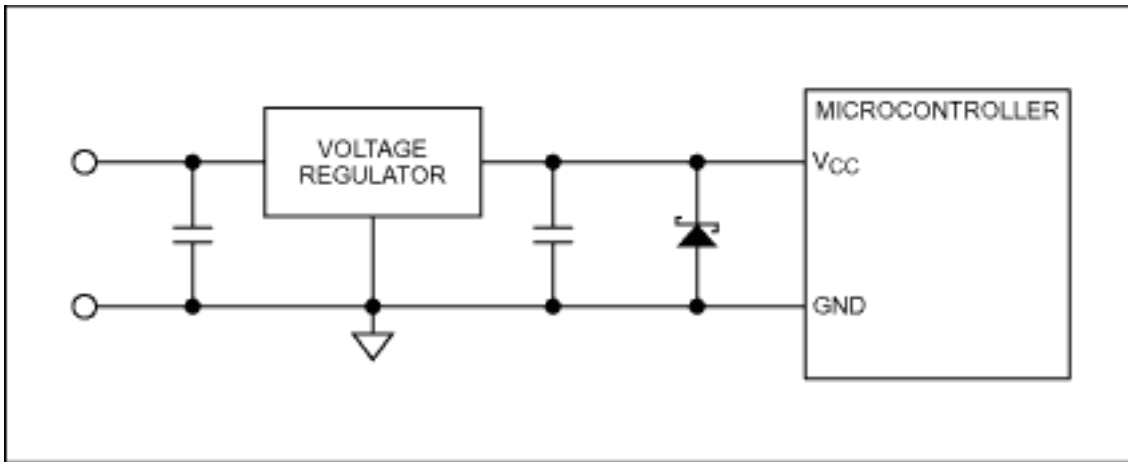 VOLTAGE
REGULATOR
MICROCONTROLLER
VCC
GND